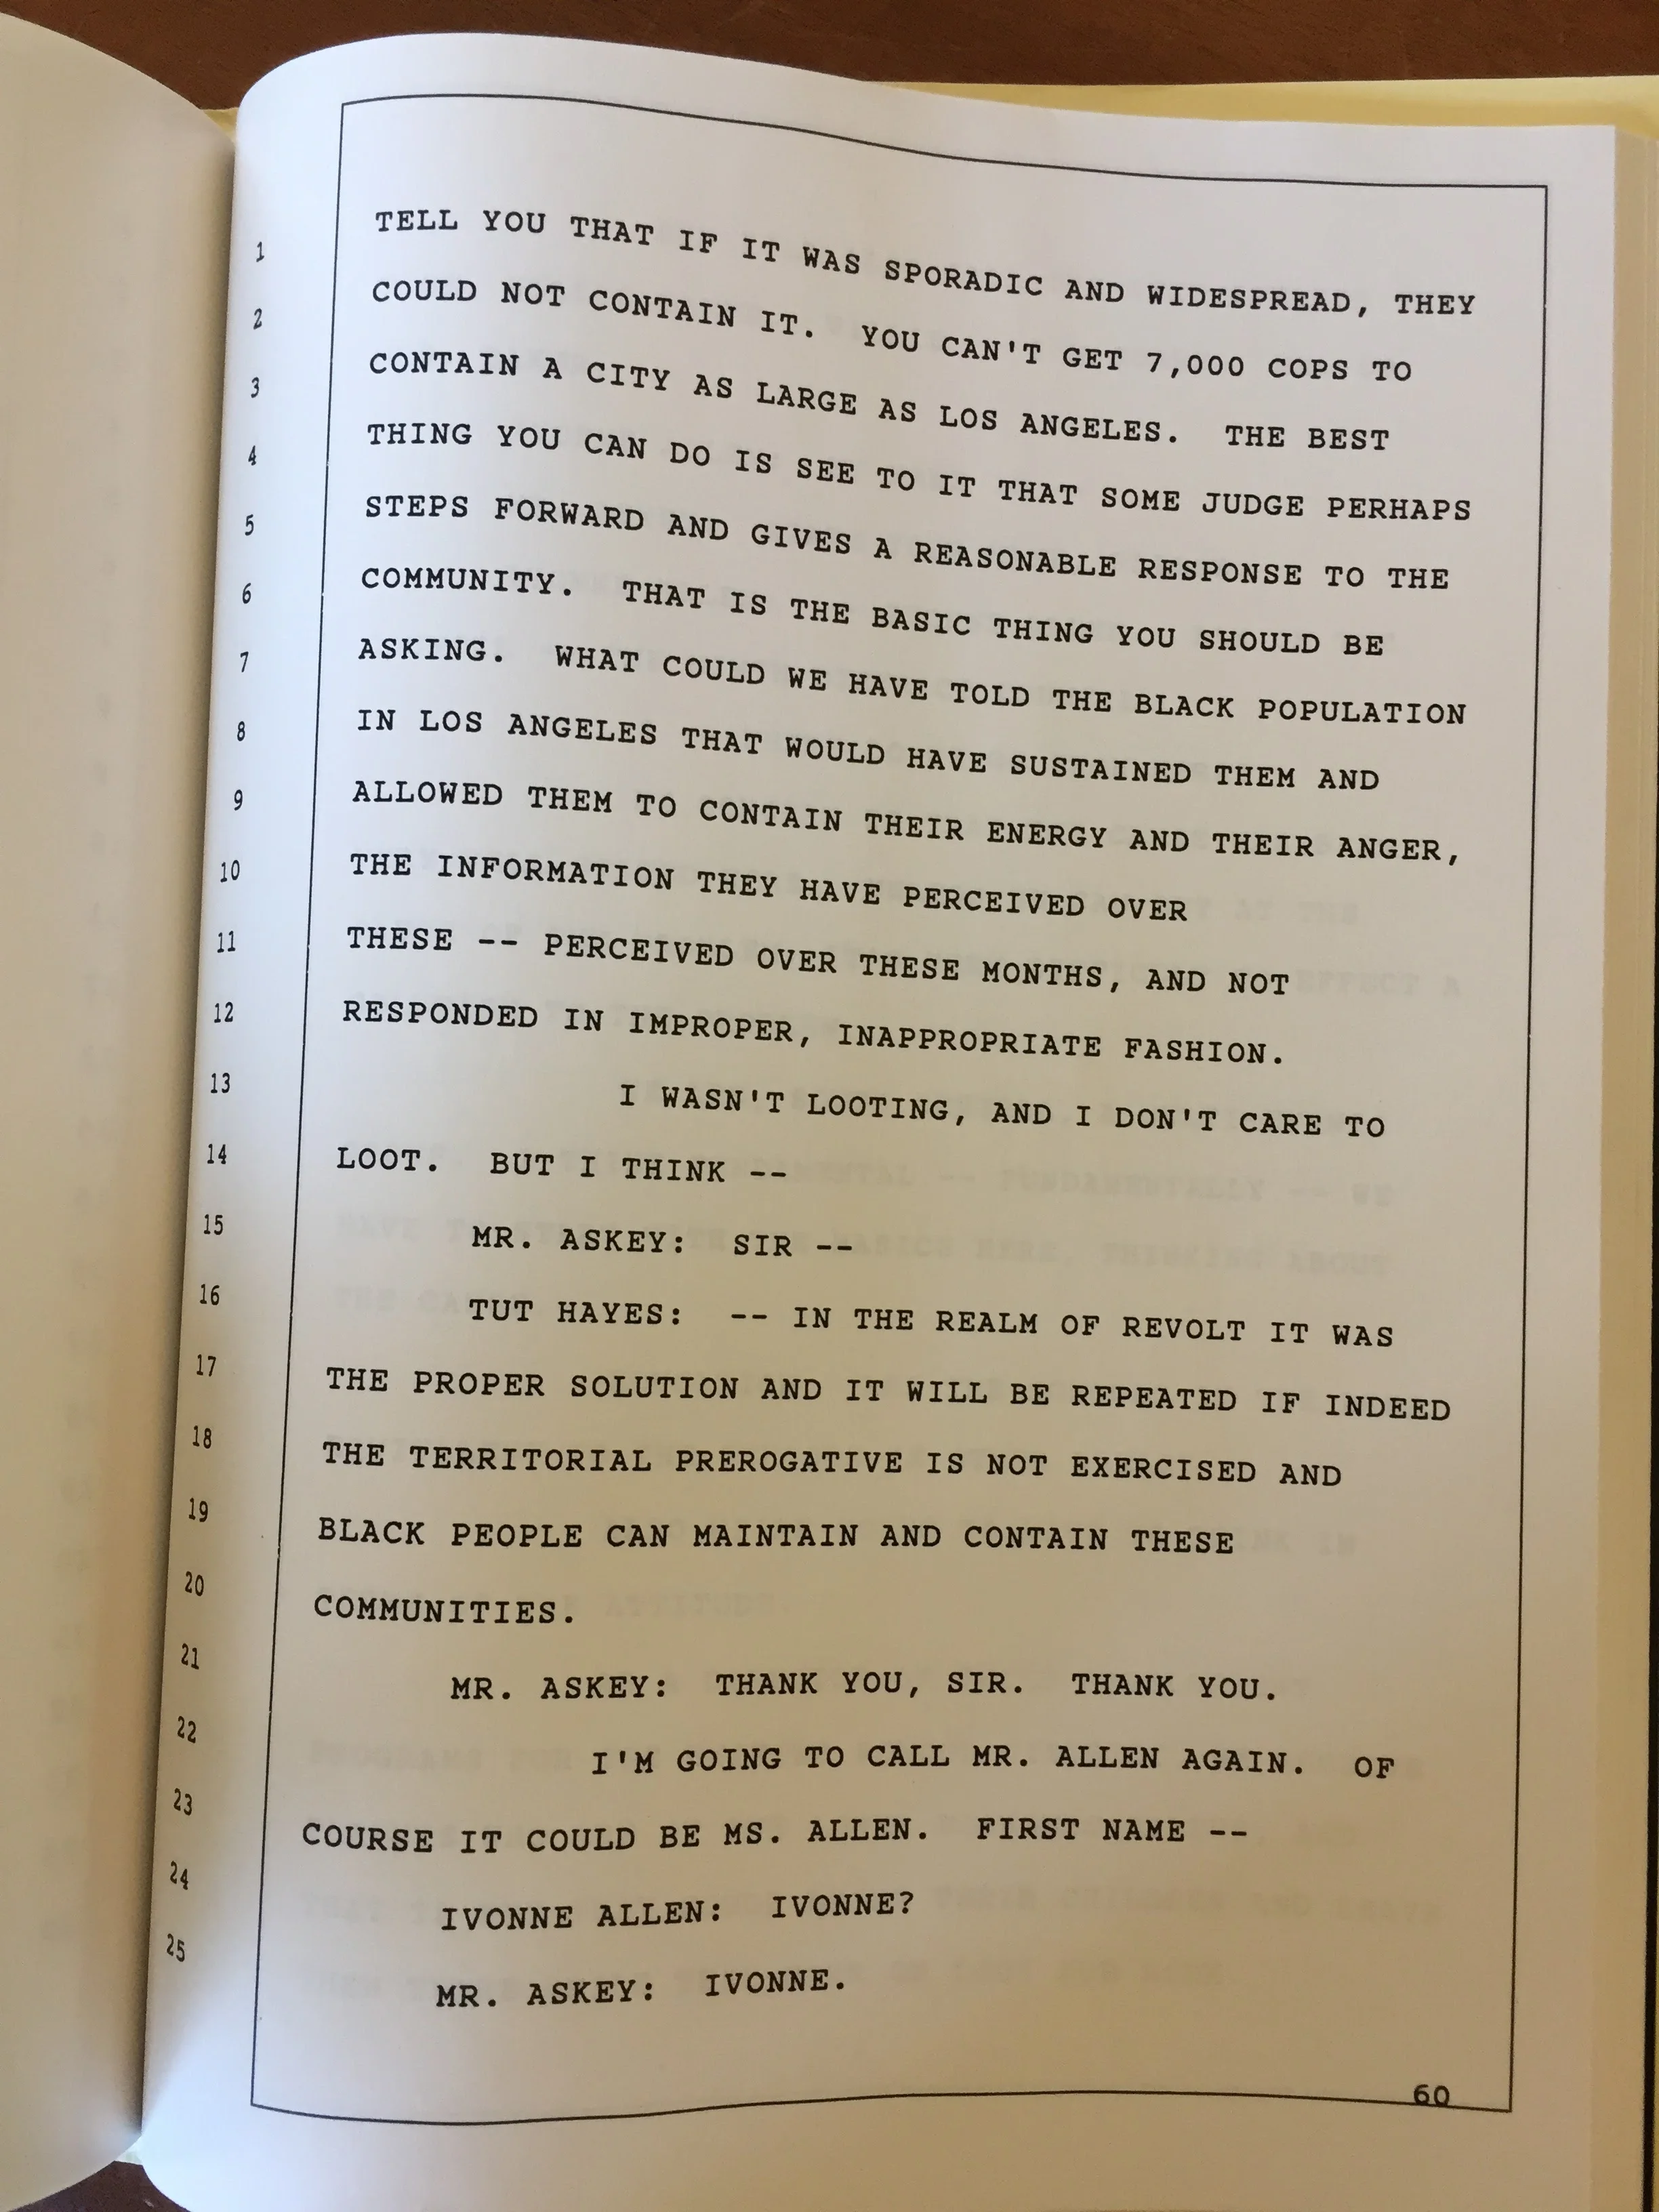 1 TELL YOU THAT IF IT WAS SPORADIC AND WIDESPREAD, THEY
2 COULD NOT CONTAIN IT. YOU CAN'T GET 7,000 COPS TO
3 CONTAIN A CITY AS LARGE AS LOS ANGELES. THE BEST
4 THING YOU CAN DO IS SEE TO IT THAT SOME JUDGE PERHAPS
5 STEPS FORWARD AND GIVES A REASONABLE RESPONSE TO THE
6 COMMUNITY. THAT IS THE BASIC THING YOU SHOULD BE
7 ASKING. WHAT COULD WE HAVE TOLD THE BLACK POPULATION
8 IN LOS ANGELES THAT WOULD HAVE SUSTAINED THEM AND
9 ALLOWED THEM TO CONTAIN THEIR ENERGY AND THEIR ANGER,
10 THE INFORMATION THEY HAVE PERCEIVED OVER
11 THESE -- PERCEIVED OVER THESE MONTHS, AND NOT
12 RESPONDED IN IMPROPER, INAPPROPRIATE FASHION.
13 I WASN'T LOOTING, AND I DON'T CARE TO
14 LOOT. BUT I THINK --
15 MR. ASKEY: SIR --
16 TUT HAYES: -- IN THE REALM OF REVOLT IT WAS
17 THE PROPER SOLUTION AND IT WILL BE REPEATED IF INDEED
18 THE TERRITORIAL PREROGATIVE IS NOT EXERCISED AND
19 BLACK PEOPLE CAN MAINTAIN AND CONTAIN THESE
20 COMMUNITIES.
21 MR. ASKEY: THANK YOU, SIR. THANK YOU.
22 I'M GOING TO CALL MR. ALLEN AGAIN. OF
23 COURSE IT COULD BE MS. ALLEN. FIRST NAME --
24 IVONNE ALLEN: IVONNE?
25 MR. ASKEY: IVONNE.
60